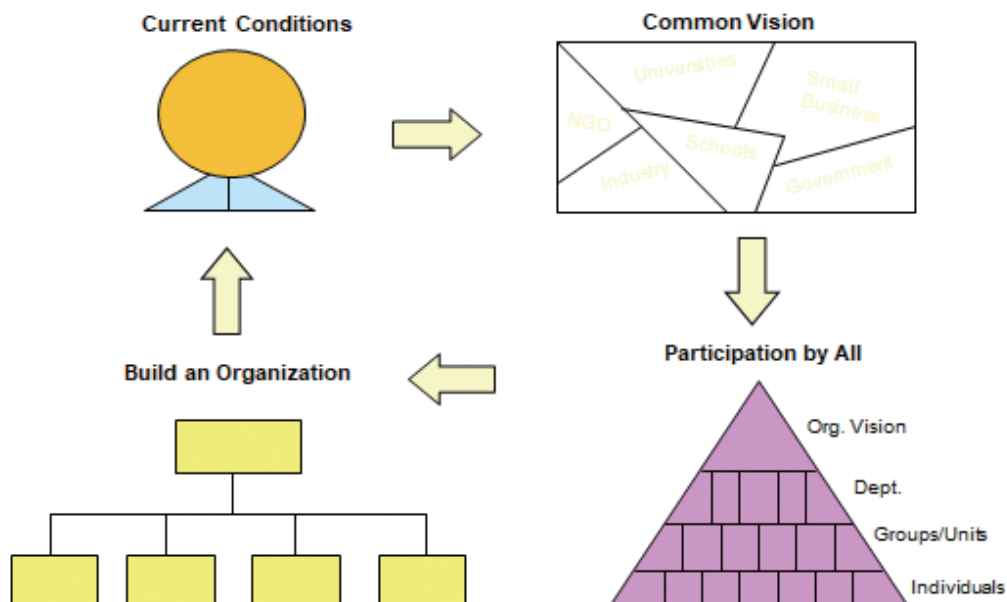 Current Conditions
Common Vision
Universities
Small
Business
NGO
Schools
Industry
Government
Build an Organization
Participation by All
Org. Vision
Dept.
Groups/Units
Individuals